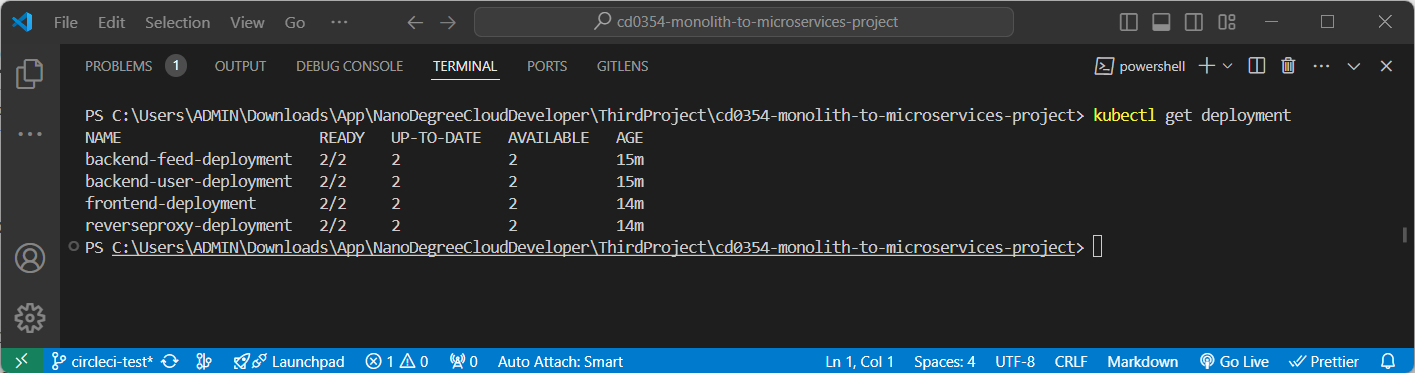 File Edit Selection View Go ··· cd0354-monolith-to-microservices-project
PROBLEMS 1 OUTPUT DEBUG CONSOLE TERMINAL PORTS GITLENS powershell
PS C:\Users\ADMIN\Downloads\App\NanoDegreeCloudDeveloper\ThirdProject\cd0354-monolith-to-microservices-project> kubectl get deployment
NAME READY UP-TO-DATE AVAILABLE AGE
backend-feed-deployment 2/2 2 2 15m
backend-user-deployment 2/2 2 2 15m
frontend-deployment 2/2 2 2 14m
reverseproxy-deployment 2/2 2 2 14m
PS C:\Users\ADMIN\Downloads\App\NanoDegreeCloudDeveloper\ThirdProject\cd0354-monolith-to-microservices-project>
circleci-test* Launchpad 1 0 0 Auto Attach: Smart Ln 1, Col 1 Spaces: 4 UTF-8 CRLF Markdown Go Live Prettier